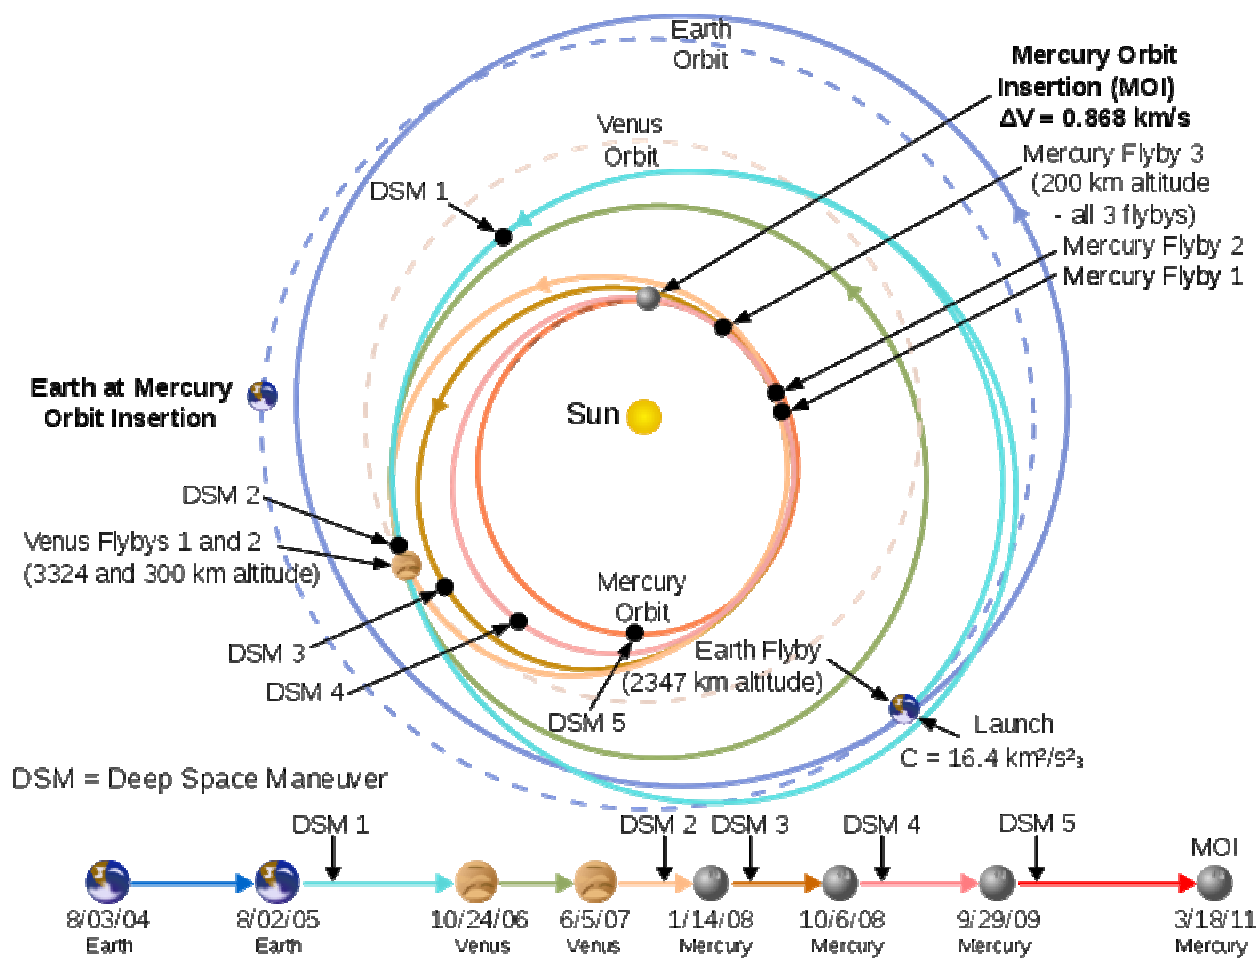 Earth
Orbit
Mercury Orbit
Insertion (MOI)
ΔV = 0.868 km/s
Venus
Orbit
Mercury Flyby 3
(200 km altitude
- all 3 flybys)
DSM 1
Mercury Flyby 2
Mercury Flyby 1
Earth at Mercury
Orbit Insertion
Sun
DSM 2
Venus Flybys 1 and 2
(3324 and 300 km altitude)
Mercury
Orbit
DSM 3
Earth Flyby
(2347 km altitude)
DSM 4
DSM 5
Launch
C = 16.4 km²/s²₃
DSM = Deep Space Maneuver
DSM 1
DSM 2
DSM 3
DSM 4
DSM 5
MOI
8/03/04
Earth
8/02/05
Earth
10/24/06
Venus
6/5/07
Venus
1/14/08
Mercury
10/6/08
Mercury
9/29/09
Mercury
3/18/11
Mercury